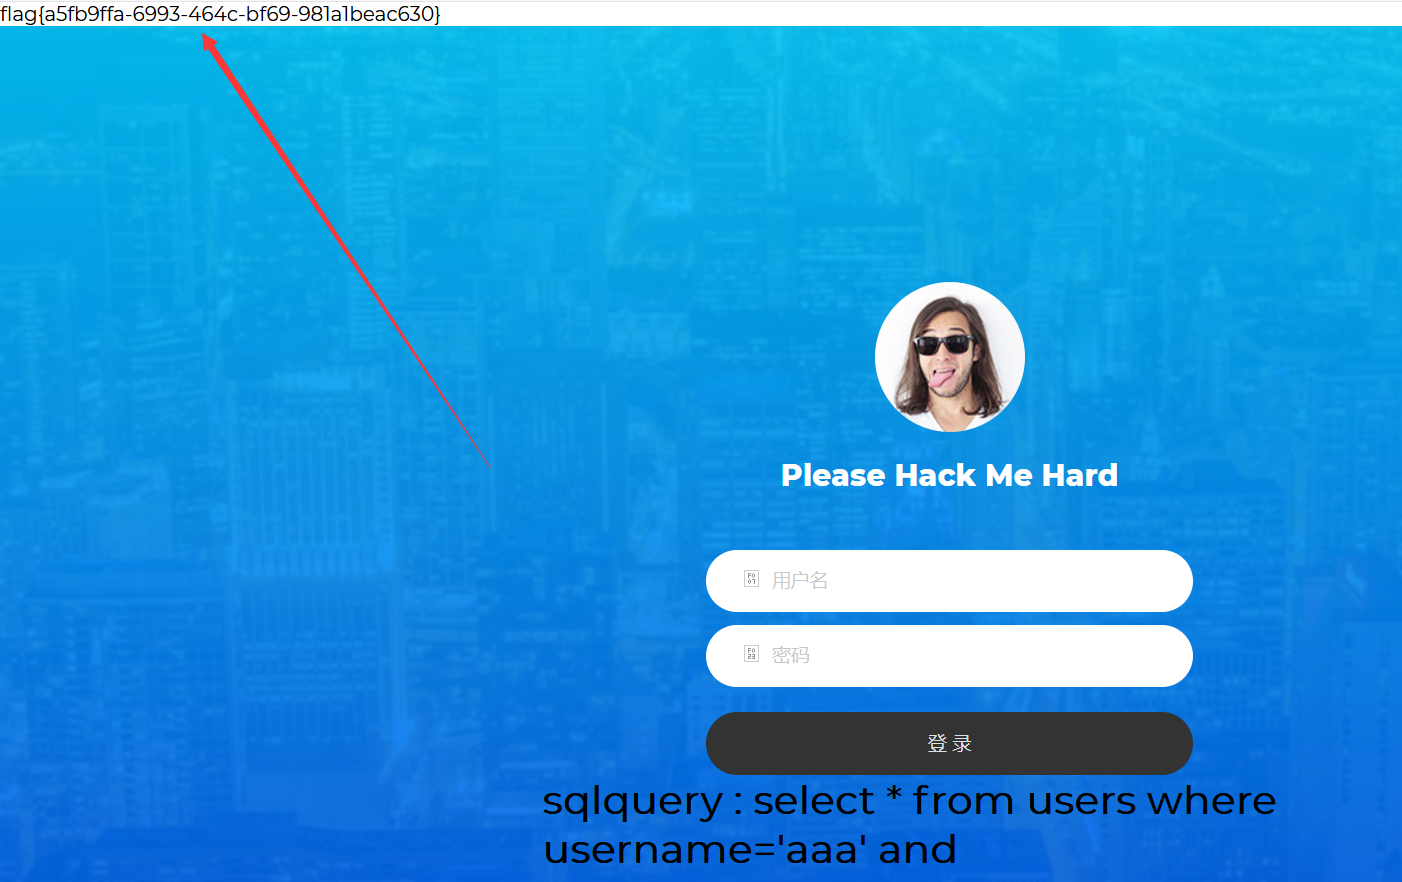 flag{a5fb9ffa-6993-464c-bf69-981a1beac630}
Please Hack Me Hard
用户名
密码
登录
sqlquery : select * from users where
username='aaa' and